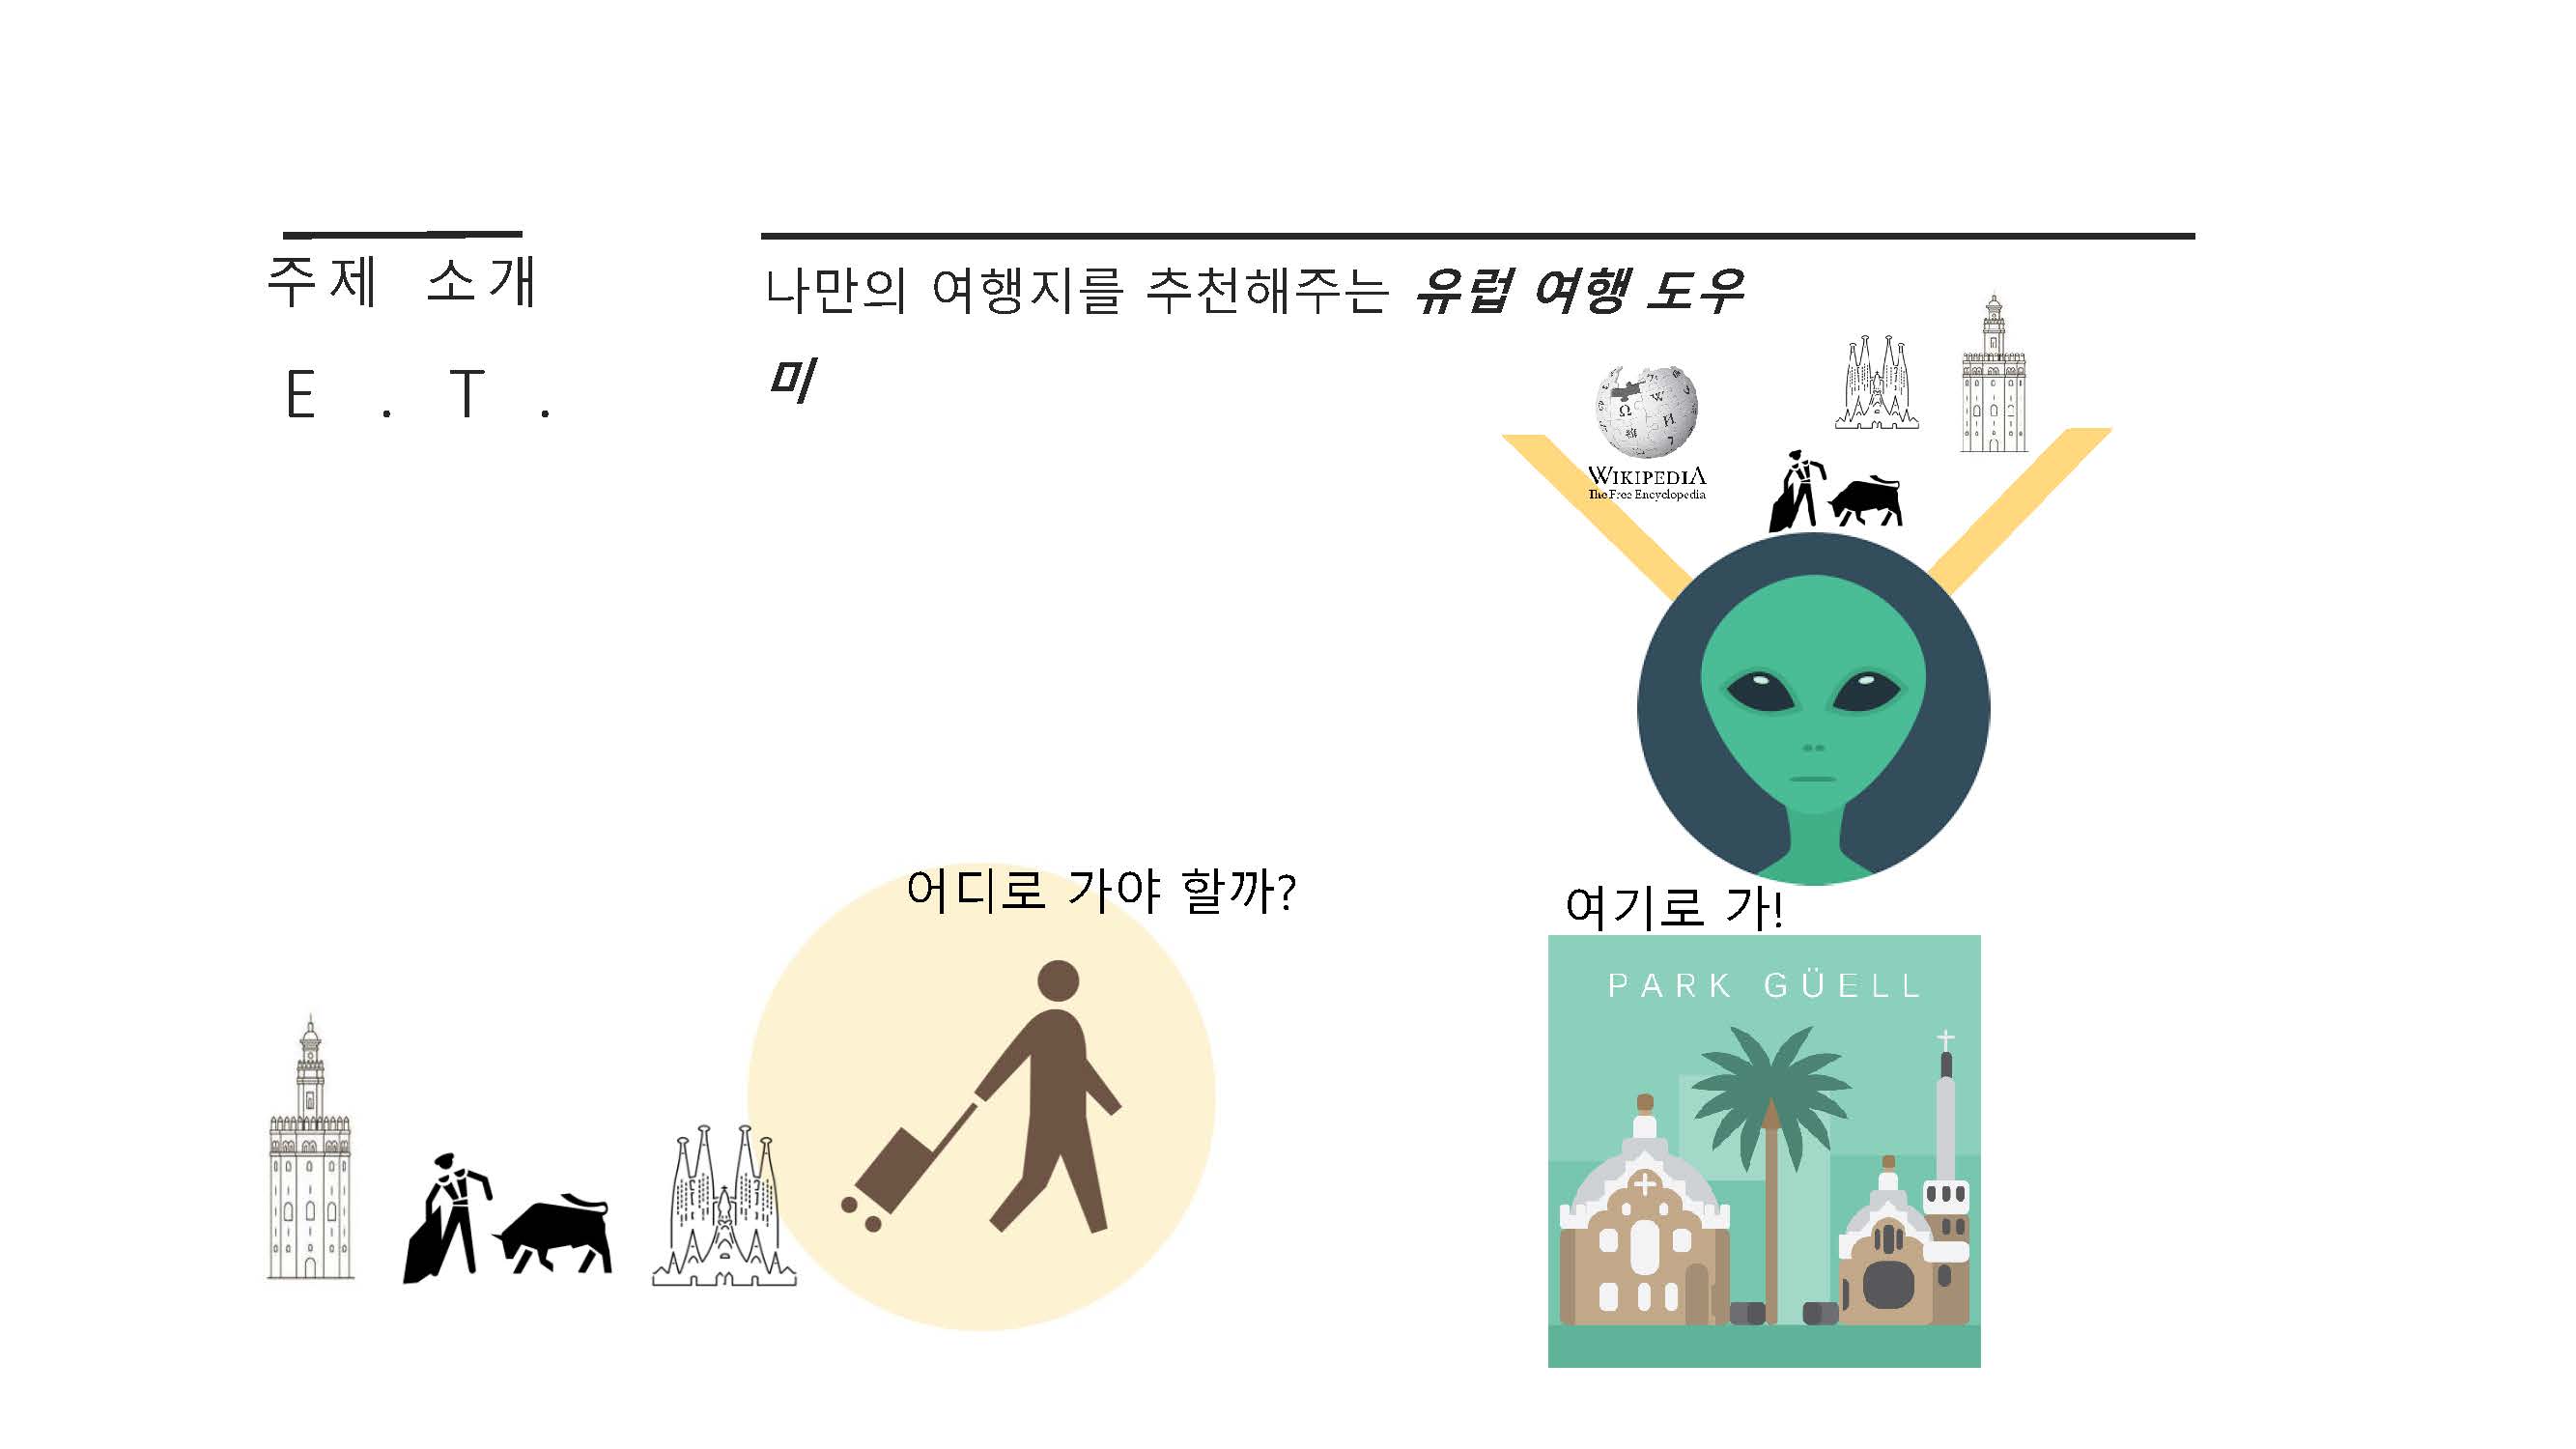 주제 소개
E . T .
나만의 여행지를 추천해주는 유럽 여행 도우
미
WIKIPEDIA
The Free Encyclopedia
어디로 가야 할까?
여기로 가!
PARK GÜELL